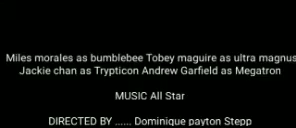 Miles morales as bumblebee Tobey maguire as ultra magnus
Jackie chan as Trypticon Andrew Garfield as Megatron
MUSIC All Star
DIRECTED BY ...... Dominique payton Stepp